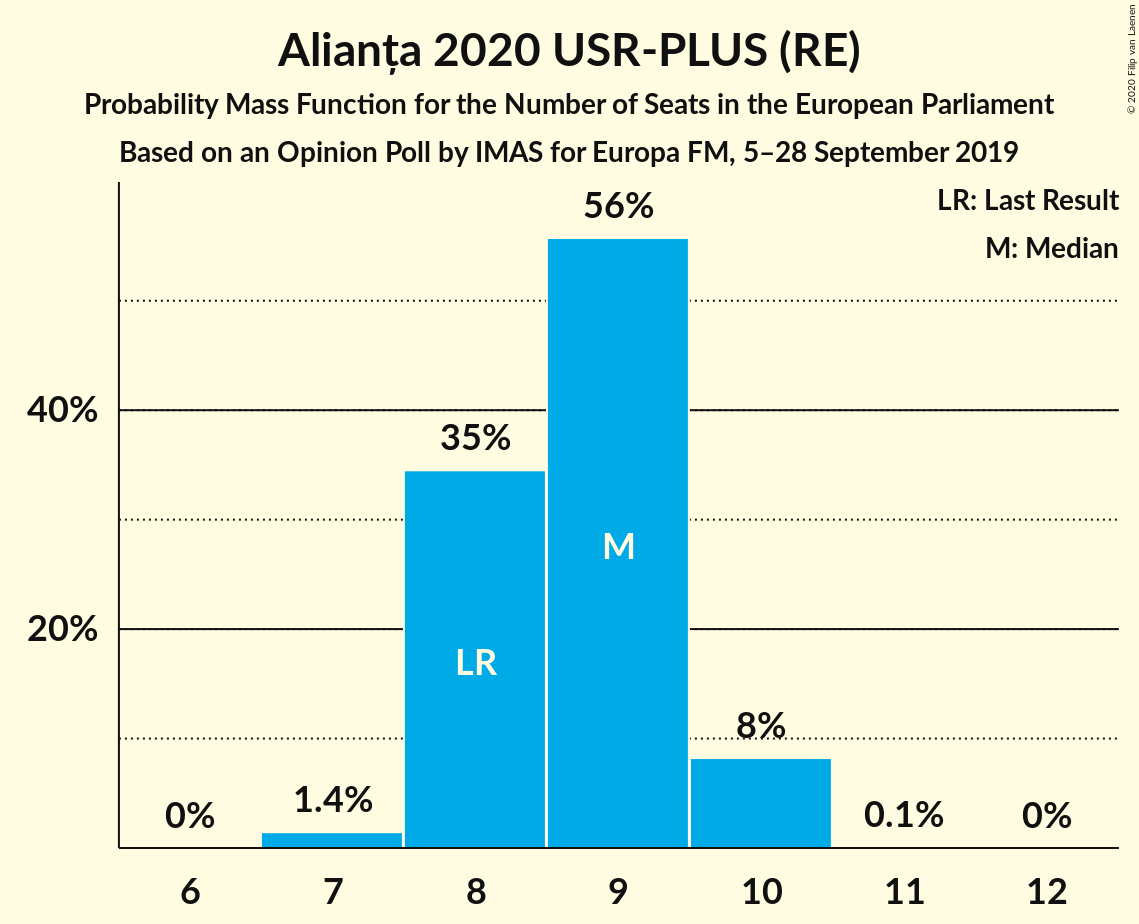 Alianța 2020 USR-PLUS (RE)
Probability Mass Function for the Number of Seats in the European Parliament
Based on an Opinion Poll by IMAS for Europa FM, 5–28 September 2019
© 2020 Filip van Laenen
LR: Last Result
M: Median
40%
20%
0%
1.4%
35%
56%
8%
0.1%
0%
LR
M
6 7 8 9 10 11 12